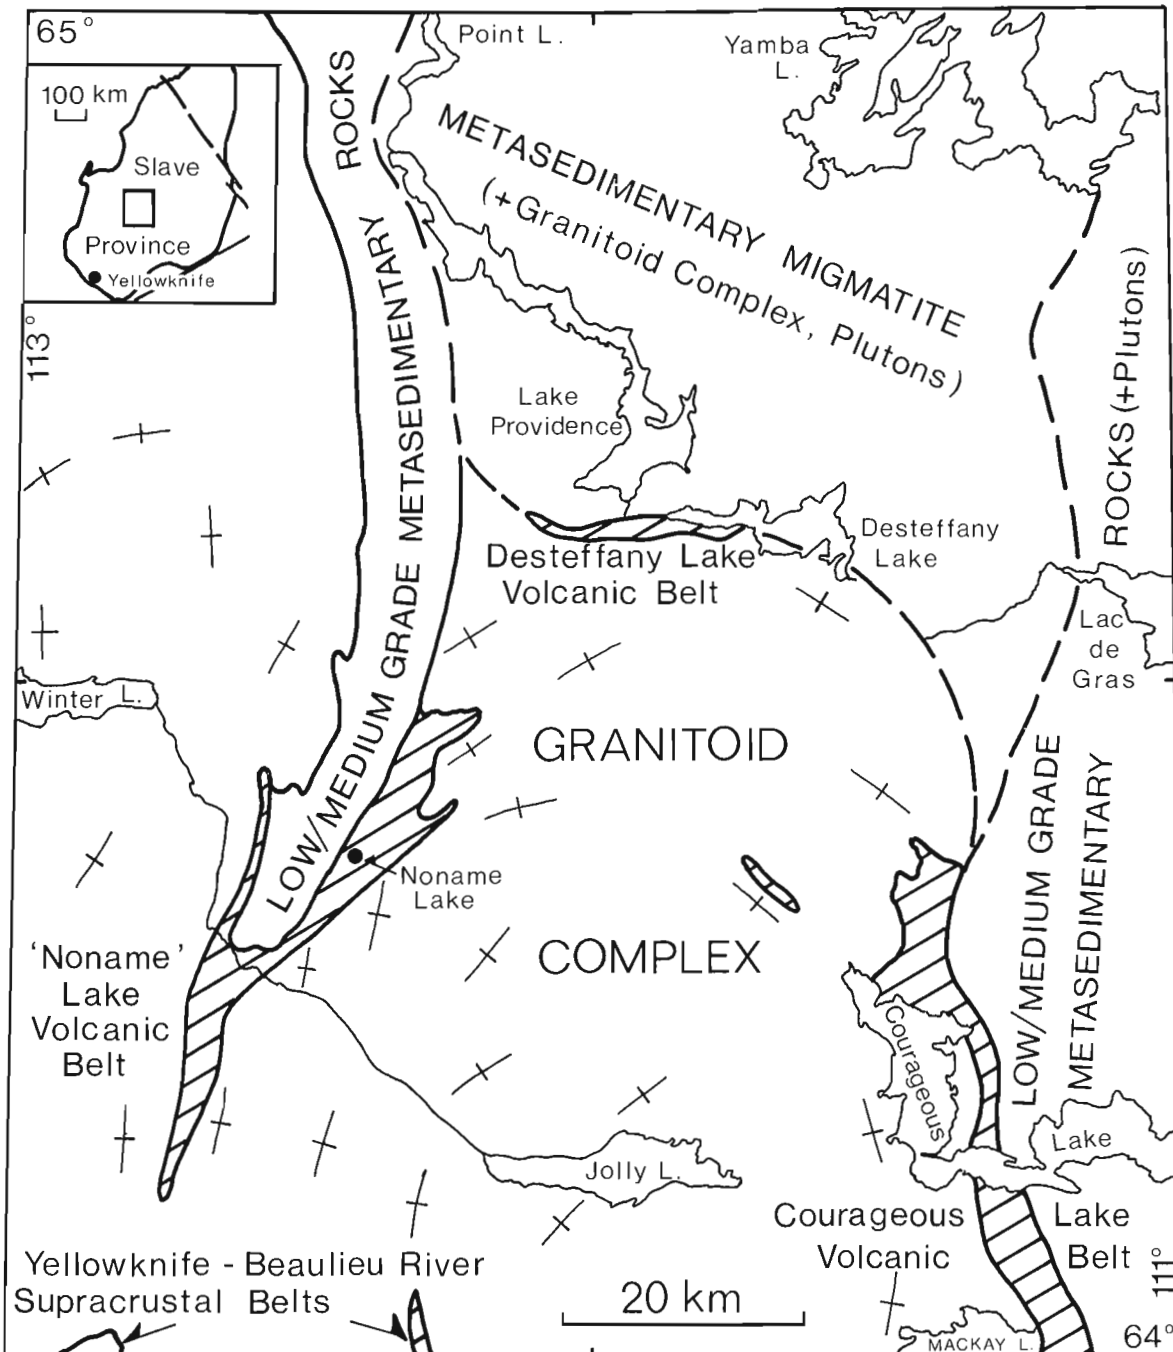 65°
Point L.
Yamba
L.
100 km
Slave
Province
Yellowknife
113°
LOW/MEDIUM GRADE METASEDIMENTARY ROCKS
METASEDIMENTARY MIGMATITE
(+Granitoid Complex, Plutons)
Lake
Providence
Desteffany Lake
Volcanic Belt
Desteffany
Lake
Lac
de
Gras
Winter L.
GRANITOID
COMPLEX
Noname
Lake
'Noname'
Lake
Volcanic
Belt
LOW/MEDIUM GRADE
METASEDIMENTARY
ROCKS (+Plutons)
Courageous
Lake
Jolly L.
Courageous Lake
Volcanic Belt
Yellowknife - Beaulieu River
Supracrustal Belts
20 km
MACKAY L.
111°
64°